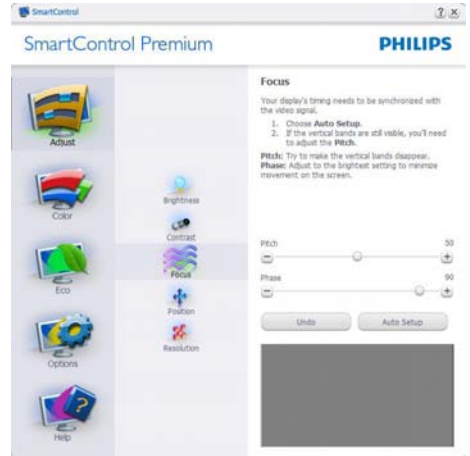 SmartControl
SmartControl Premium
PHILIPS
Adjust
Color
Eco
Options
Help
Brightness
Contrast
Focus
Position
Resolution
Focus
Your display's timing needs to be synchronized with
the video signal.
1. Choose Auto Setup.
2. If the vertical bands are still visible, you'll need
to adjust the Pitch.
Pitch: Try to make the vertical bands disappear.
Phase: Adjust to the brightest setting to minimize
movement on the screen.
Pitch 50
Phase 90
Undo Auto Setup